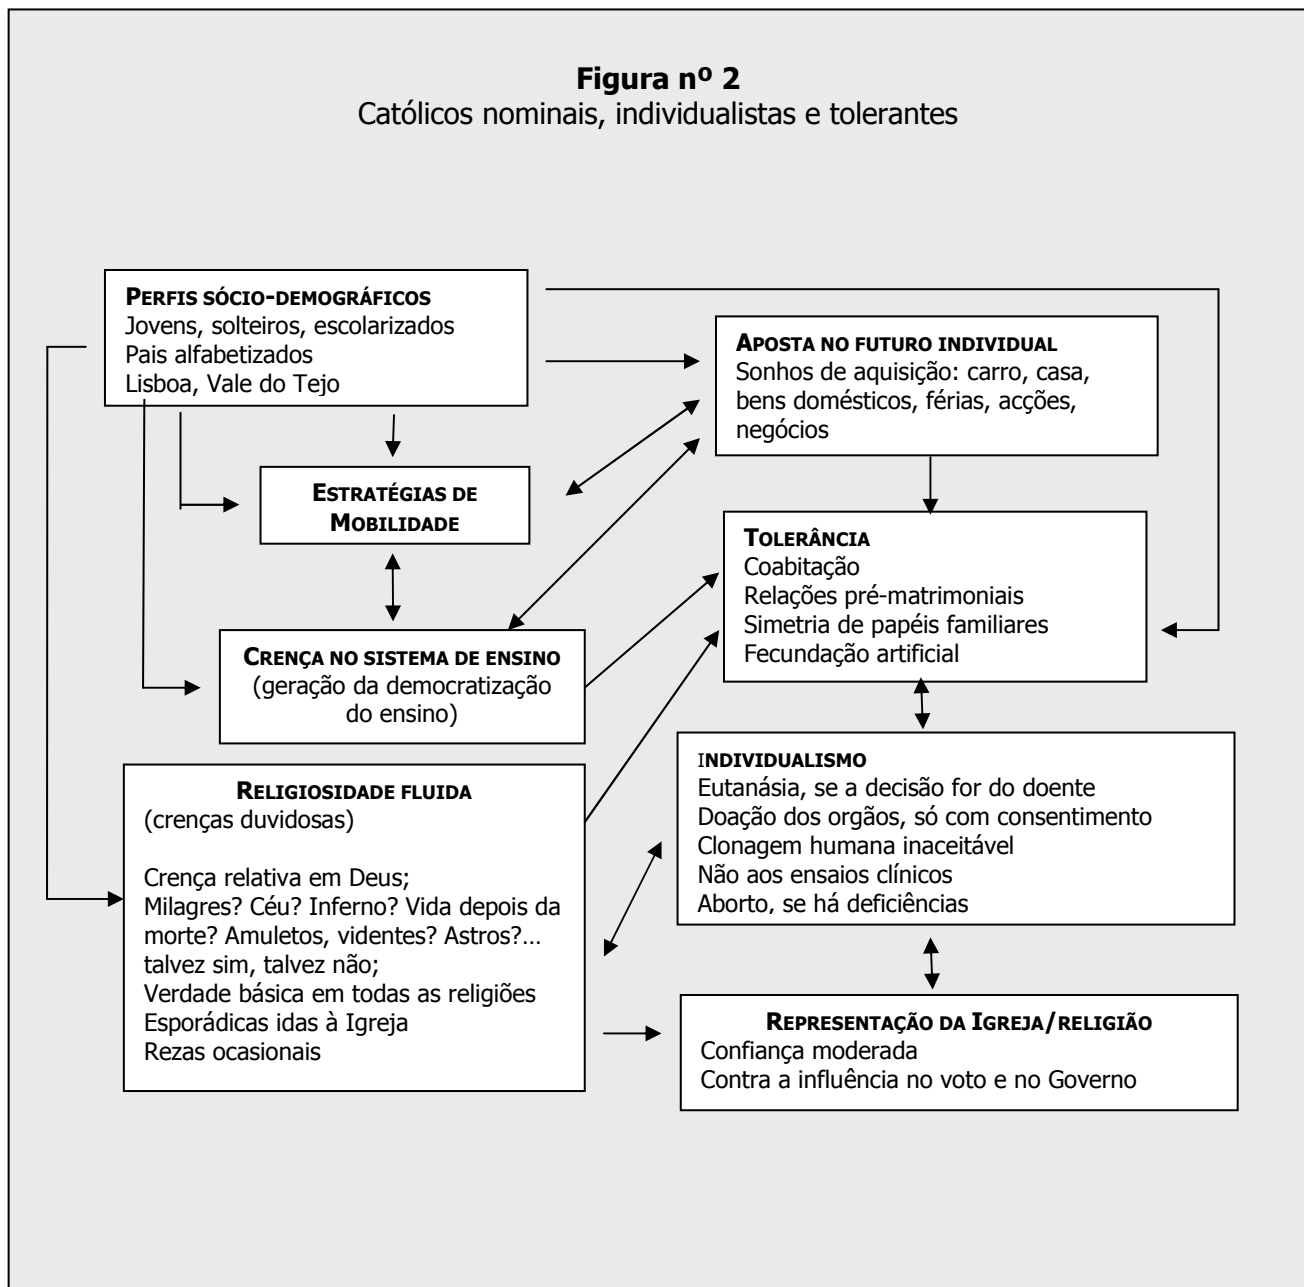 Figura nº 2
Católicos nominais, individualistas e tolerantes
PERFIS SÓCIO-DEMOGRÁFICOS
Jovens, solteiros, escolarizados
Pais alfabetizados
Lisboa, Vale do Tejo
APOSTA NO FUTURO INDIVIDUAL
Sonhos de aquisição: carro, casa,
bens domésticos, férias, acções,
negócios
ESTRATÉGIAS DE
MOBILIDADE
TOLERÂNCIA
Coabitação
Relações pré-matrimoniais
Simetria de papéis familiares
Fecundação artificial
CRENÇA NO SISTEMA DE ENSINO
(geração da democratização
do ensino)
INDIVIDUALISMO
Eutanásia, se a decisão for do doente
Doação dos orgãos, só com consentimento
Clonagem humana inaceitável
Não aos ensaios clínicos
Aborto, se há deficiências
RELIGIOSIDADE FLUIDA
(crenças duvidosas)
Crença relativa em Deus;
Milagres? Céu? Inferno? Vida depois da
morte? Amuletos, videntes? Astros?...
talvez sim, talvez não;
Verdade básica em todas as religiões
Esporádicas idas à Igreja
Rezas ocasionais
REPRESENTAÇÃO DA IGREJA/RELIGIÃO
Confiança moderada
Contra a influência no voto e no Governo